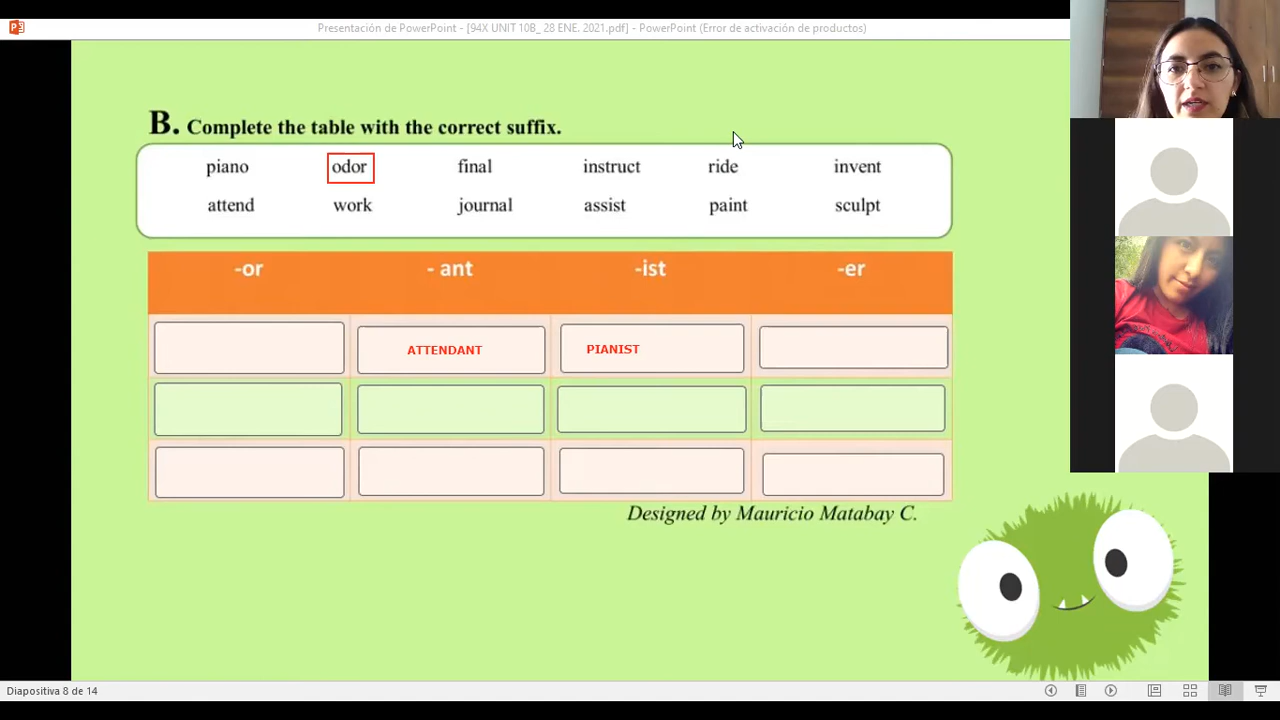 Presentación de PowerPoint - [94X UNIT 10B_ 28 ENE. 2021.pdf] - PowerPoint (Error de activación de productos)
B. Complete the table with the correct suffix.
piano odor final instruct ride invent
attend work journal assist paint sculpt
-or - ant -ist -er
ATTENDANT PIANIST
Designed by Mauricio Matabay C.
Diapositiva 8 de 14